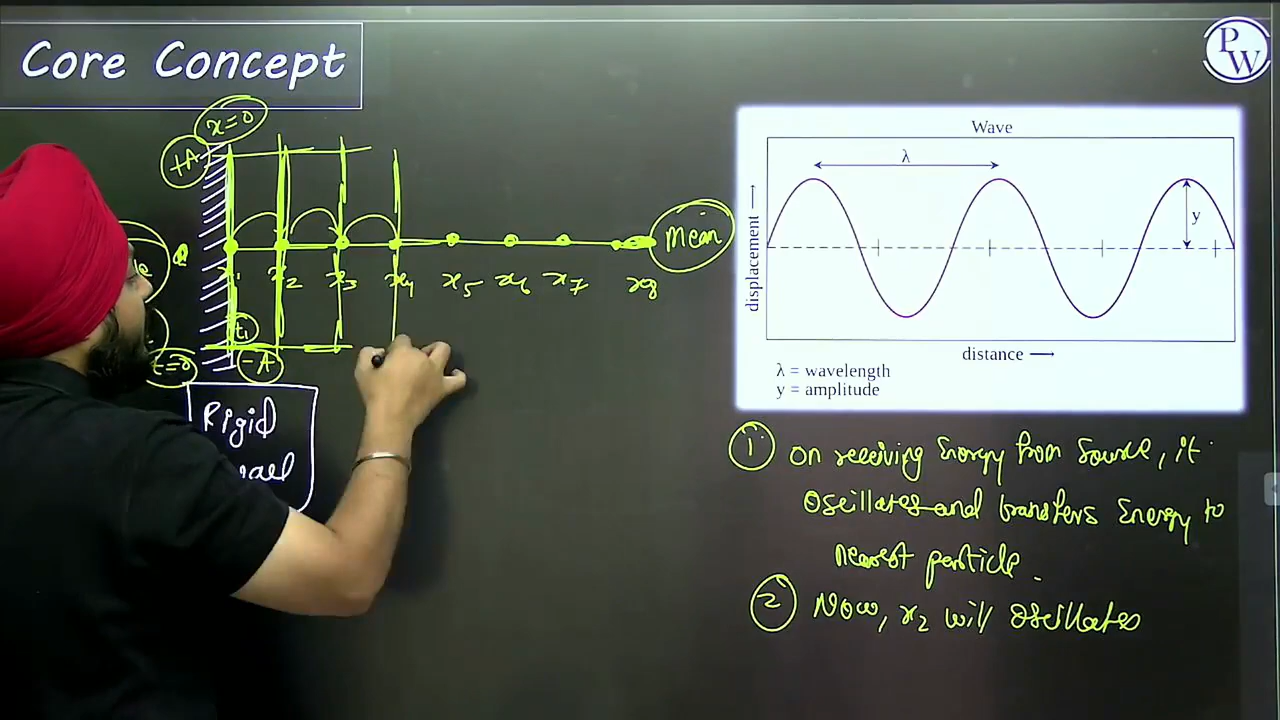 Core Concept
PW
x=0
+A
Mean
x2 x3 x4 x5 x6 x7 x8
t1
t=0
-A
Rigid
Wave
λ
y
displacement
distance
λ = wavelength
y = amplitude
1 On receiving Energy from Source, it
Oscillates and transfers Energy to
nearest particle.
2 Now, x2 will oscillates